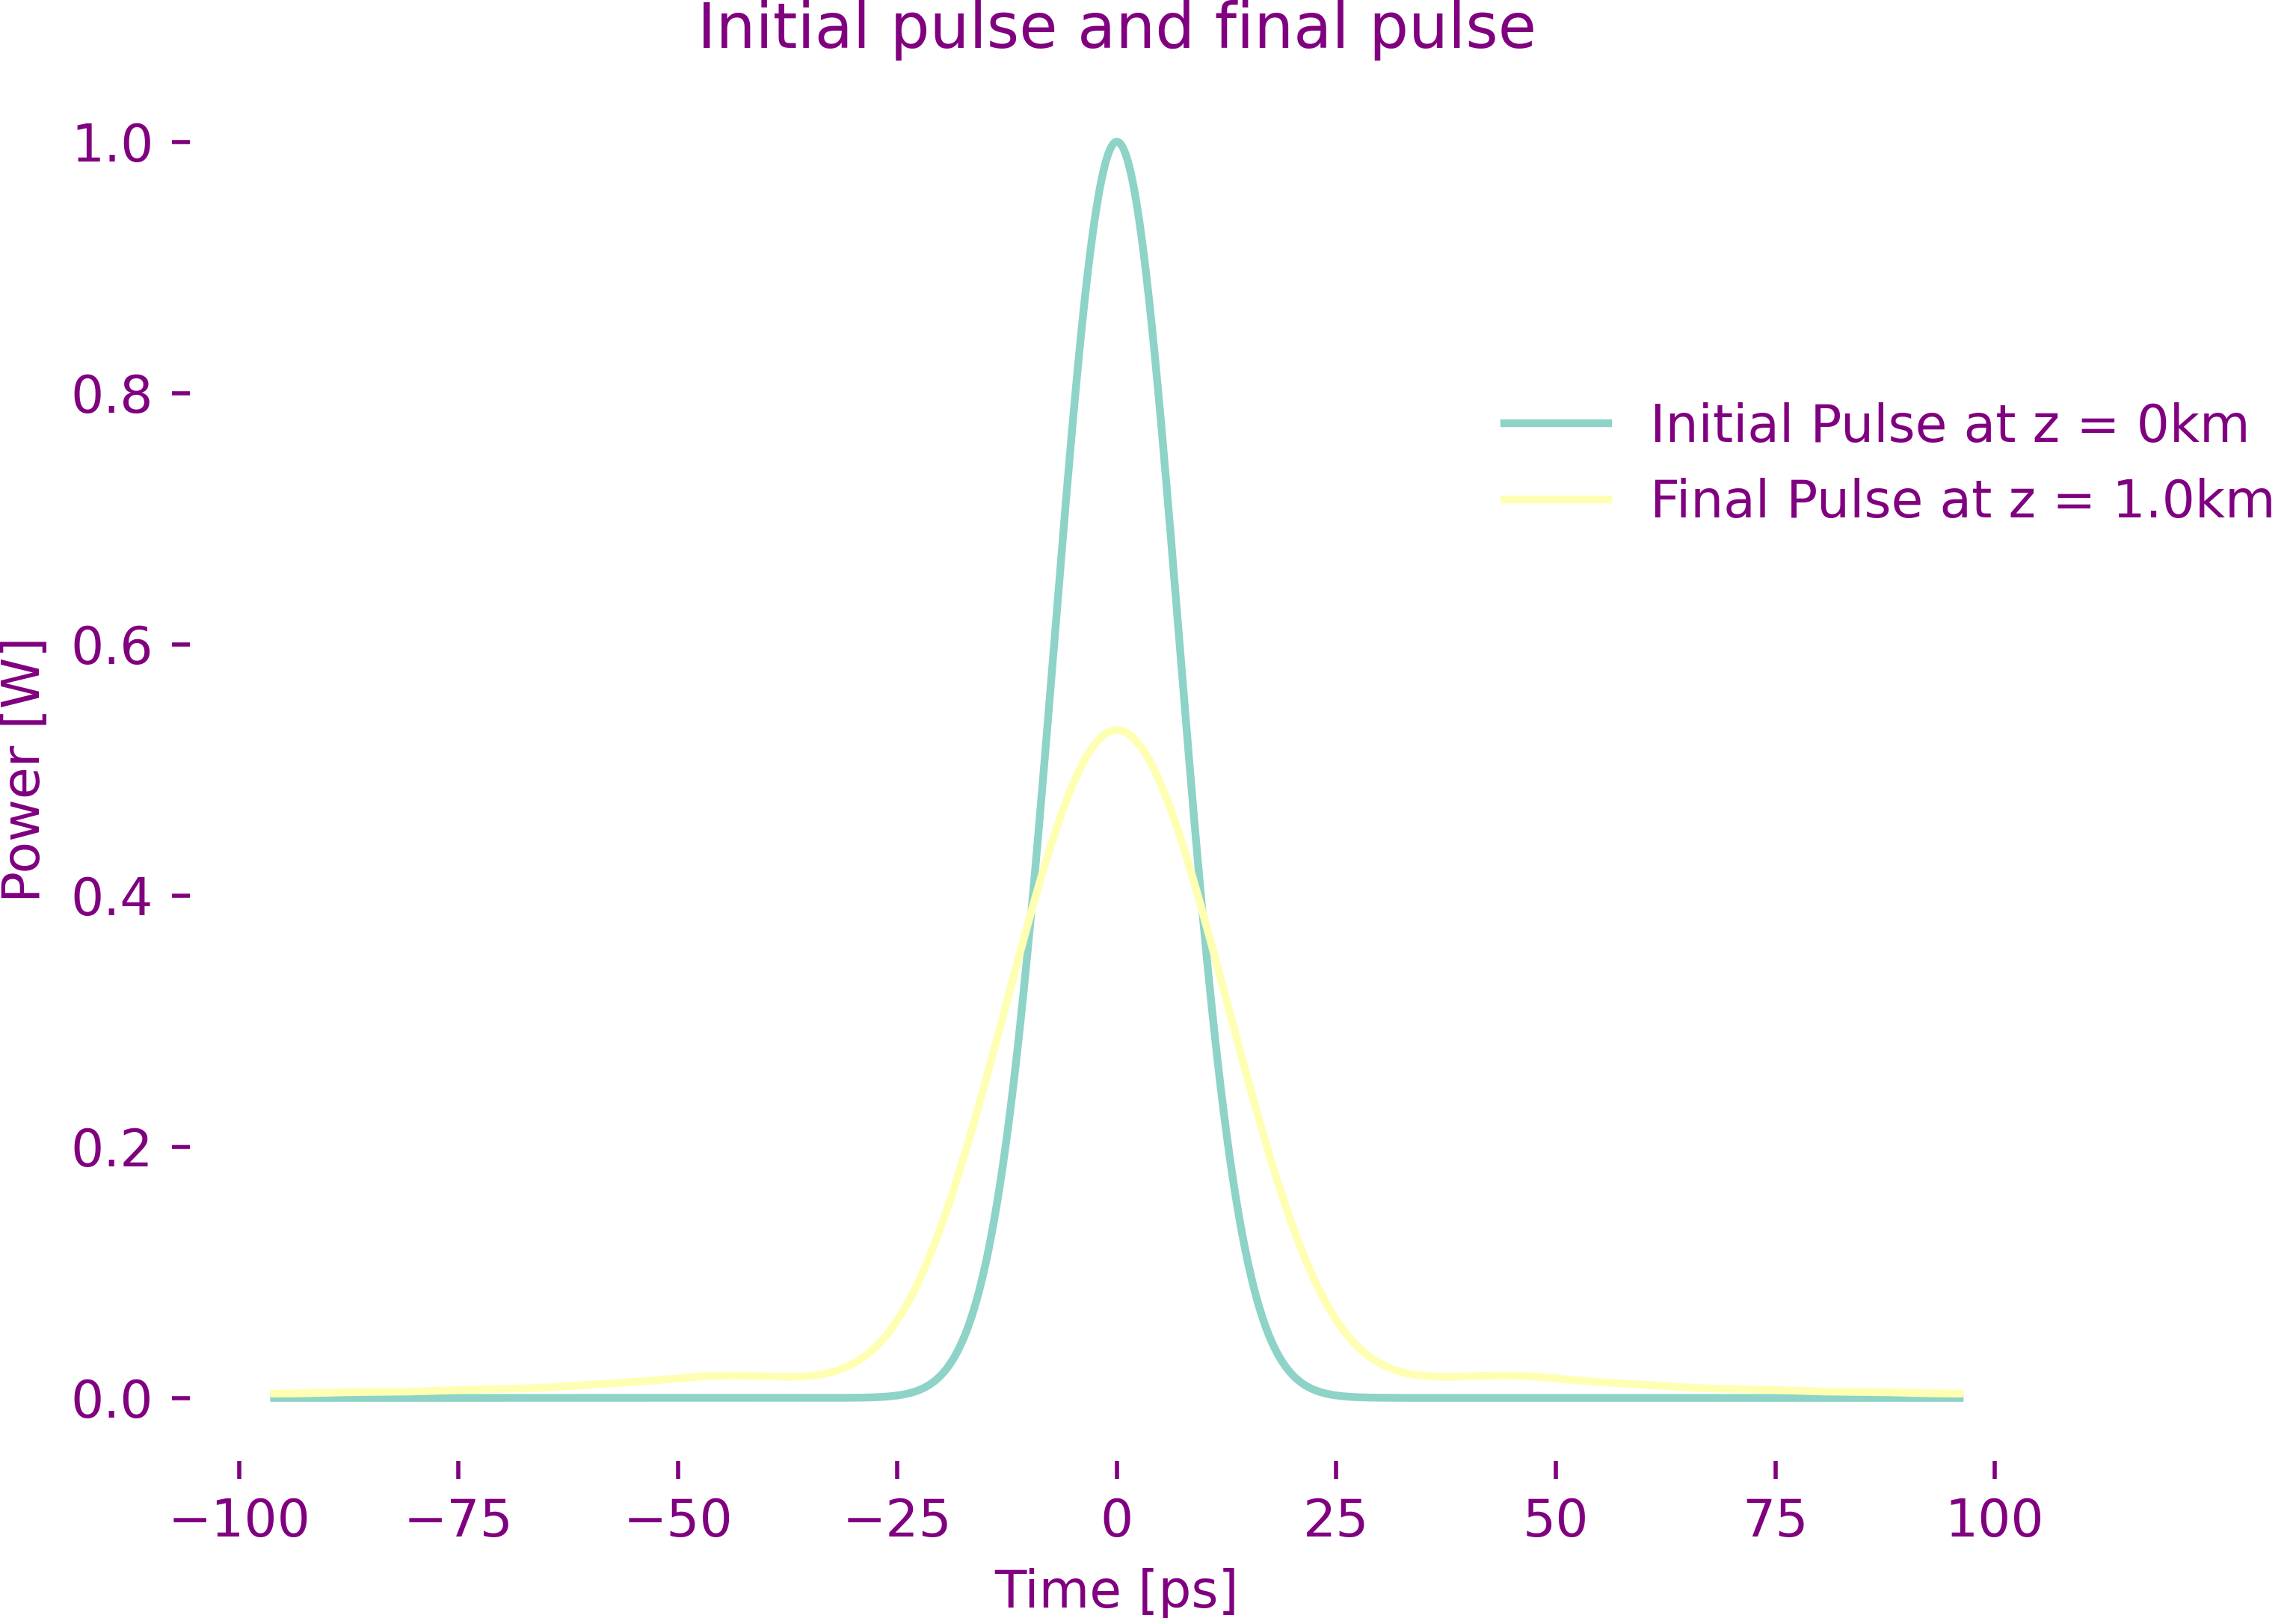 Initial pulse and final pulse
1.0
0.8
0.6
0.4
0.2
0.0
Power [W]
Initial Pulse at z = 0km
Final Pulse at z = 1.0km
−100 −75 −50 −25 0 25 50 75 100
Time [ps]